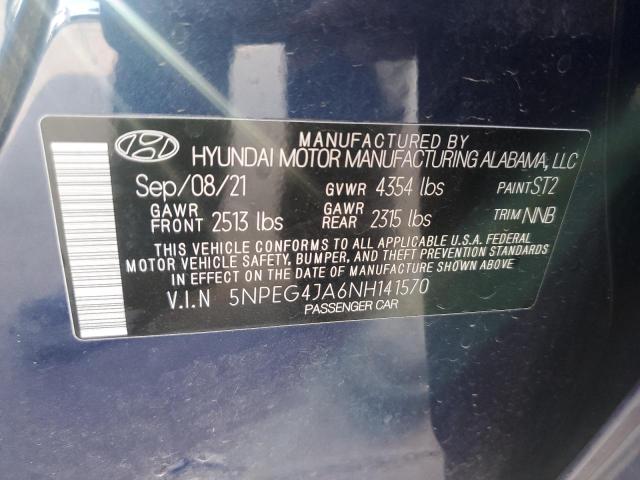 MANUFACTURED BY
HYUNDAI MOTOR MANUFACTURING ALABAMA, LLC
Sep/08/21 GVWR 4354 lbs PAINT ST2
GAWR FRONT 2513 lbs GAWR REAR 2315 lbs TRIM NNB
THIS VEHICLE CONFORMS TO ALL APPLICABLE U.S.A. FEDERAL
MOTOR VEHICLE SAFETY, BUMPER, AND THEFT PREVENTION STANDARDS
IN EFFECT ON THE DATE OF MANUFACTURE SHOWN ABOVE.
V.I.N 5NPEG4JA6NH141570
PASSENGER CAR